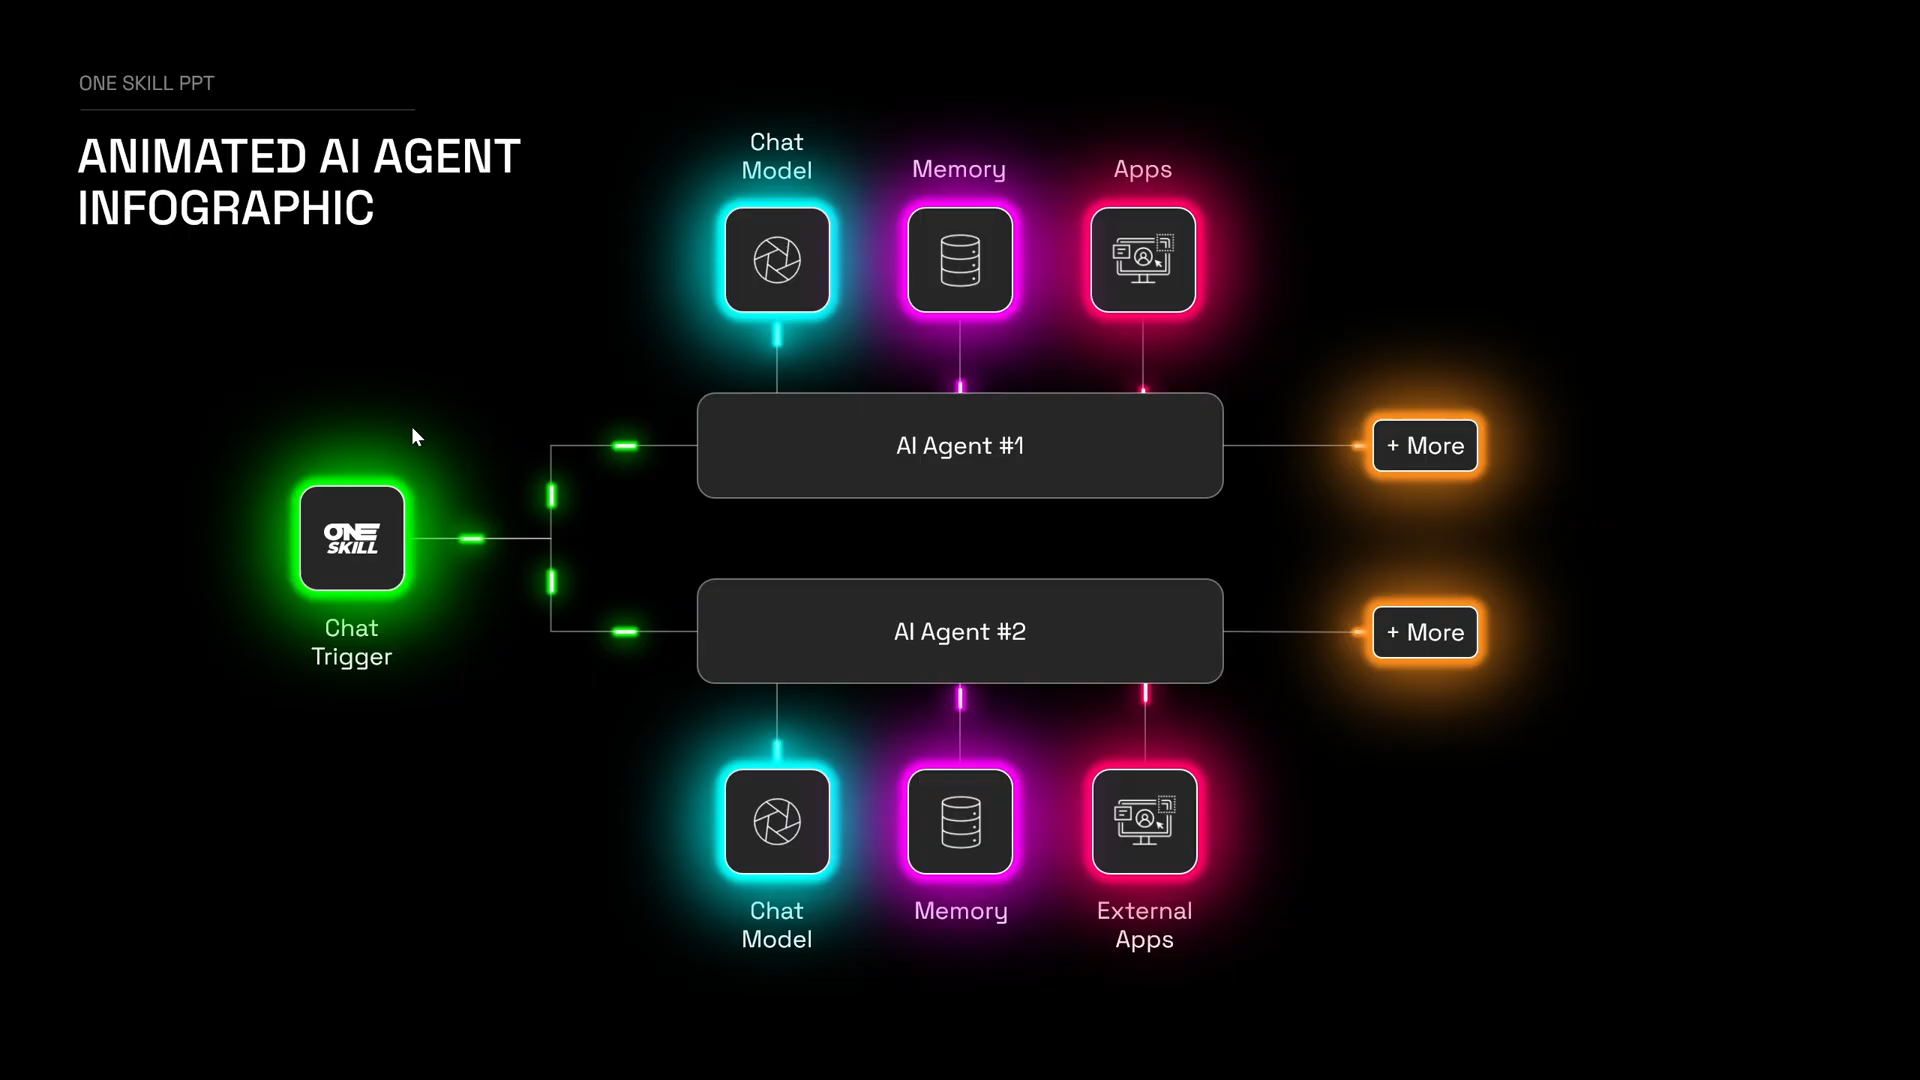 ONE SKILL PPT
ANIMATED AI AGENT
INFOGRAPHIC
Chat
Model
Memory
Apps
AI Agent #1
+ More
ONE
SKILL
Chat
Trigger
AI Agent #2
+ More
Chat
Model
Memory
External
Apps